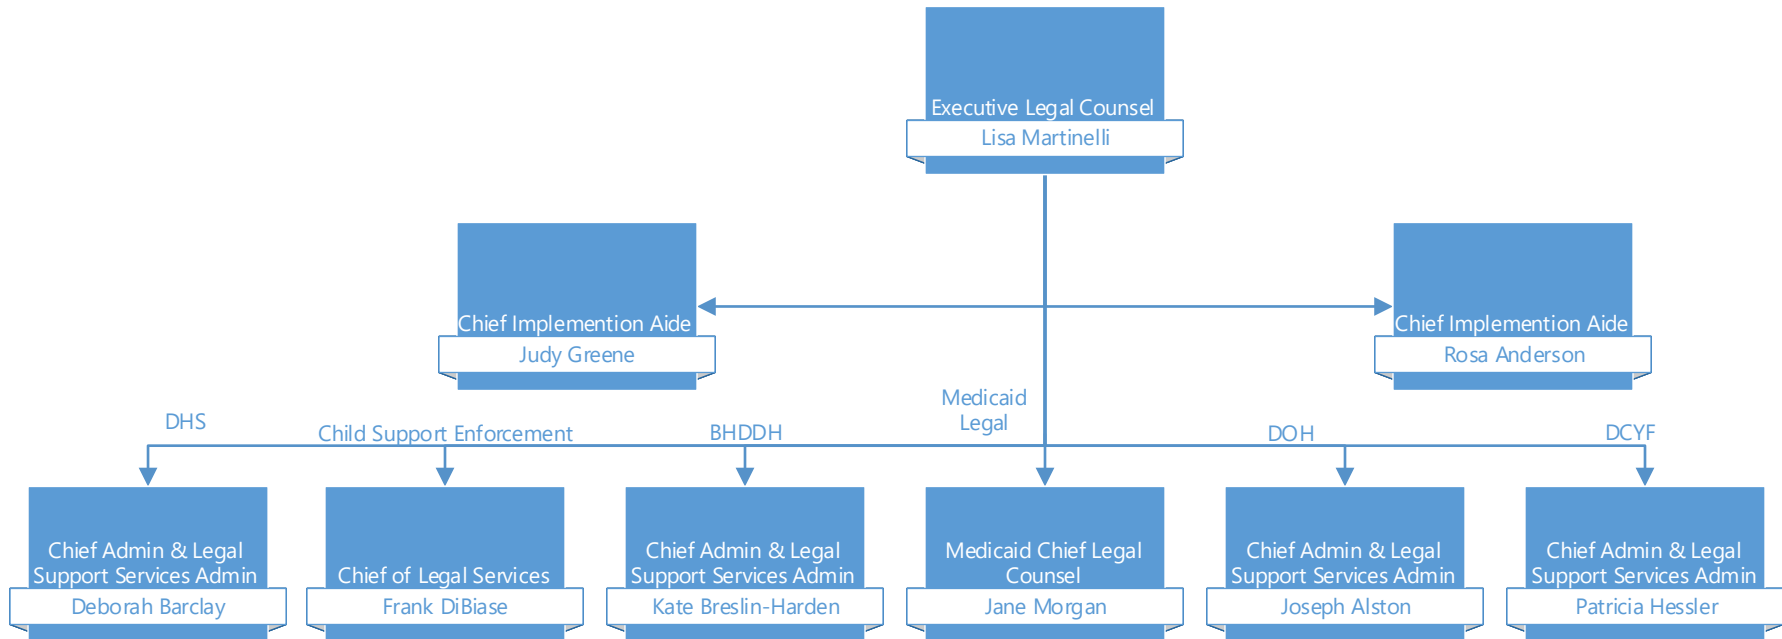 Executive Legal Counsel
Lisa Martinelli
Chief Implemention Aide
Judy Greene
Chief Implemention Aide
Rosa Anderson
DHS
Child Support Enforcement
BHDDH
Medicaid
Legal
DOH
DCYF
Chief Admin & Legal
Support Services Admin
Deborah Barclay
Chief of Legal Services
Frank DiBiase
Chief Admin & Legal
Support Services Admin
Kate Breslin-Harden
Medicaid Chief Legal
Counsel
Jane Morgan
Chief Admin & Legal
Support Services Admin
Joseph Alston
Chief Admin & Legal
Support Services Admin
Patricia Hessler